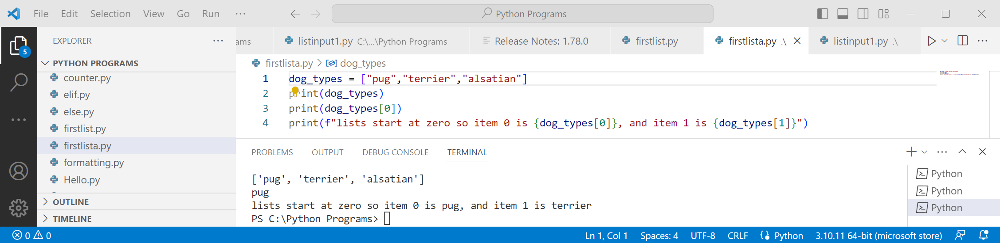 File Edit Selection View Go Run ···
Python Programs
EXPLORER ···
ams listinput1.py C:\...\Python Programs Release Notes: 1.78.0 firstlist.py firstlista.py .\ listinput1.py .\
5
PYTHON PROGRAMS
counter.py
elif.py
else.py
firstlist.py
firstlista.py
formatting.py
Hello.py
OUTLINE
TIMELINE
firstlista.py > dog_types
1 dog_types = ["pug","terrier","alsatian"]
2 print(dog_types)
3 print(dog_types[0])
4 print(f"lists start at zero so item 0 is {dog_types[0]}, and item 1 is {dog_types[1]}")
PROBLEMS OUTPUT DEBUG CONSOLE TERMINAL
['pug', 'terrier', 'alsatian']
pug
lists start at zero so item 0 is pug, and item 1 is terrier
PS C:\Python Programs>
Python
Python
Python
0 0 Ln 1, Col 1 Spaces: 4 UTF-8 CRLF Python 3.10.11 64-bit (microsoft store)